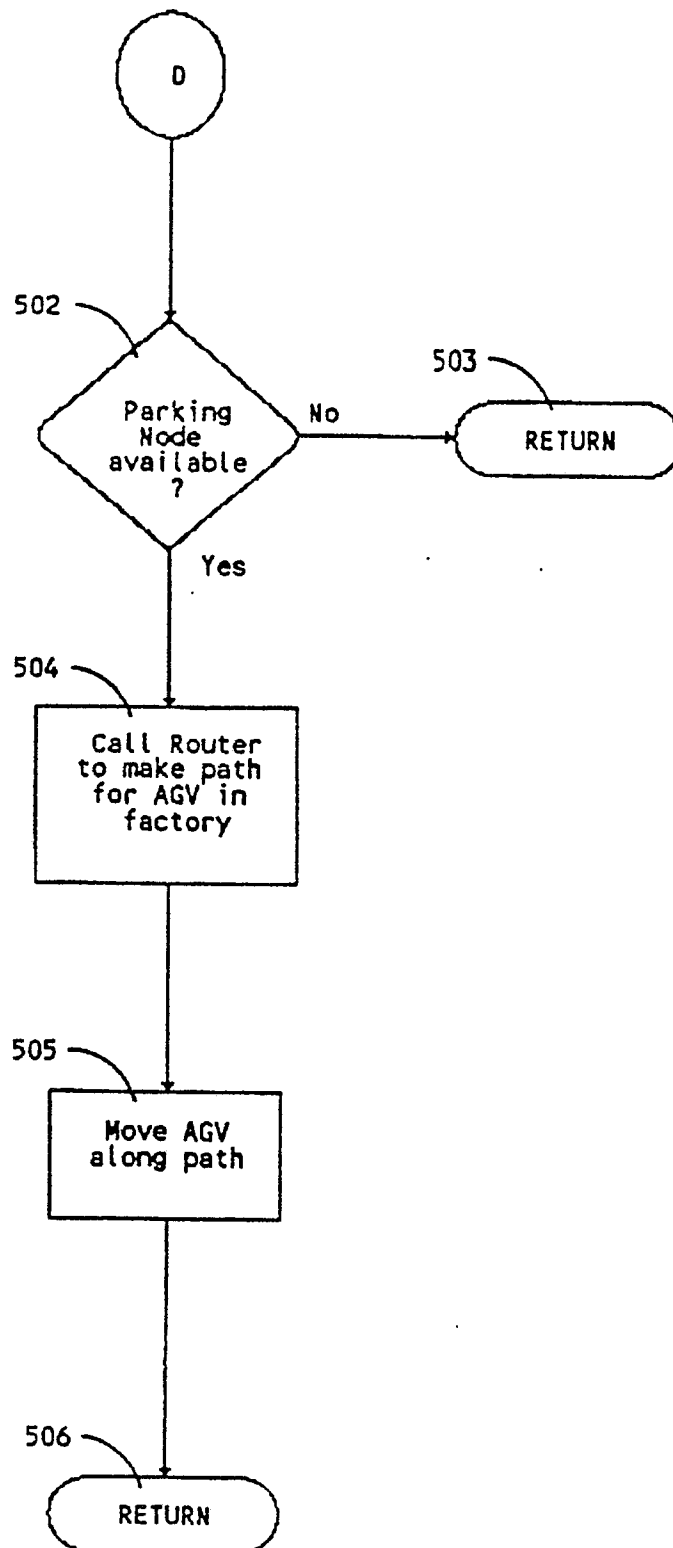 D
502
Parking
Node
available
?
No
503
RETURN
Yes
504
Call Router
to make path
for AGV in
factory
505
Move AGV
along path
506
RETURN